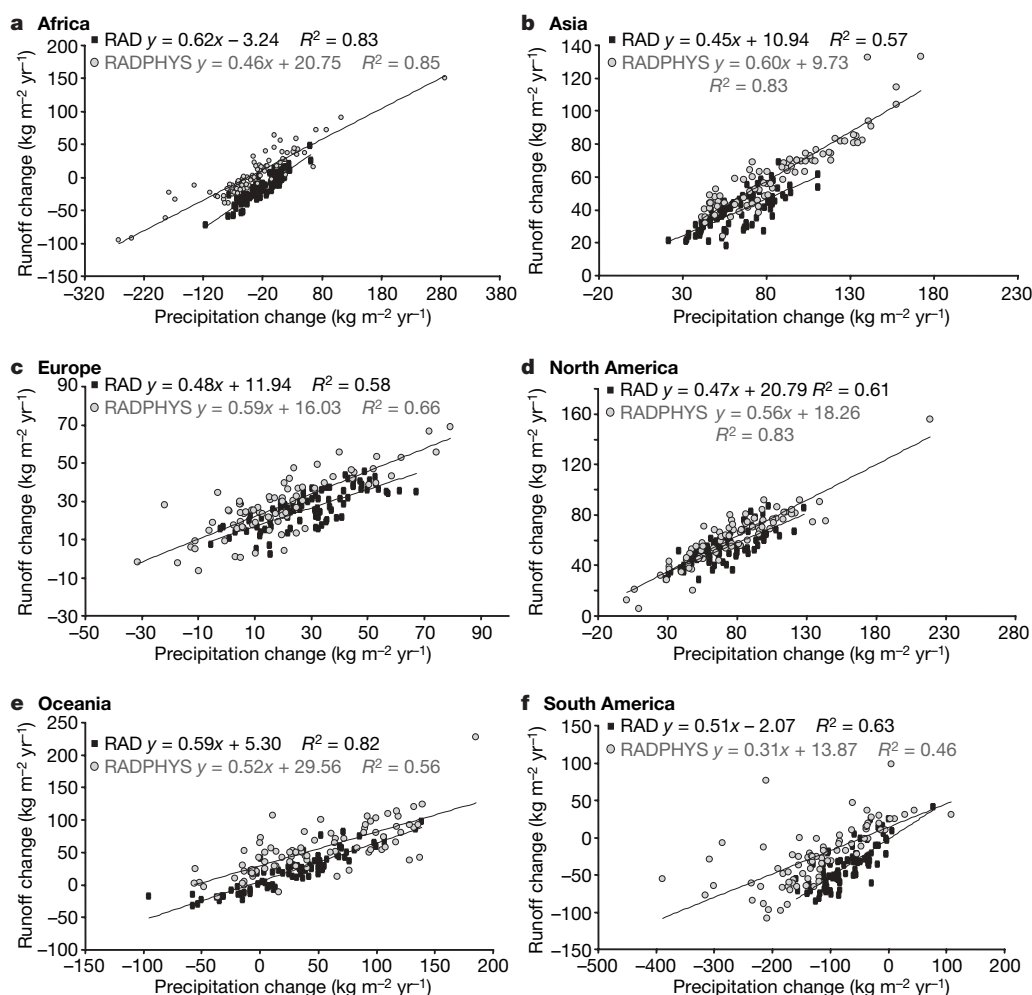 a Africa
RAD y = 0.62x – 3.24 R² = 0.83
RADPHYS y = 0.46x + 20.75 R² = 0.85
Runoff change (kg m⁻² yr⁻¹)
200
150
100
50
0
–50
–100
–150
–320 –220 –120 –20 80 180 280 380
Precipitation change (kg m⁻² yr⁻¹)
b Asia
RAD y = 0.45x + 10.94 R² = 0.57
RADPHYS y = 0.60x + 9.73
R² = 0.83
Runoff change (kg m⁻² yr⁻¹)
140
120
100
80
60
40
20
0
–20 30 80 130 180 230
Precipitation change (kg m⁻² yr⁻¹)
c Europe
RAD y = 0.48x + 11.94 R² = 0.58
RADPHYS y = 0.59x + 16.03 R² = 0.66
Runoff change (kg m⁻² yr⁻¹)
90
70
50
30
10
–10
–30
–50 –30 –10 10 30 50 70 90
Precipitation change (kg m⁻² yr⁻¹)
d North America
RAD y = 0.47x + 20.79 R² = 0.61
RADPHYS y = 0.56x + 18.26
R² = 0.83
Runoff change (kg m⁻² yr⁻¹)
160
120
80
40
0
–20 30 80 130 180 230 280
Precipitation change (kg m⁻² yr⁻¹)
e Oceania
RAD y = 0.59x + 5.30 R² = 0.82
RADPHYS y = 0.52x + 29.56 R² = 0.56
Runoff change (kg m⁻² yr⁻¹)
250
200
150
100
50
0
–50
–100
–150 –100 –50 0 50 100 150 200
Precipitation change (kg m⁻² yr⁻¹)
f South America
RAD y = 0.51x – 2.07 R² = 0.63
RADPHYS y = 0.31x + 13.87 R² = 0.46
Runoff change (kg m⁻² yr⁻¹)
150
100
50
0
–50
–100
–150
–500 –400 –300 –200 –100 0 100 200
Precipitation change (kg m⁻² yr⁻¹)